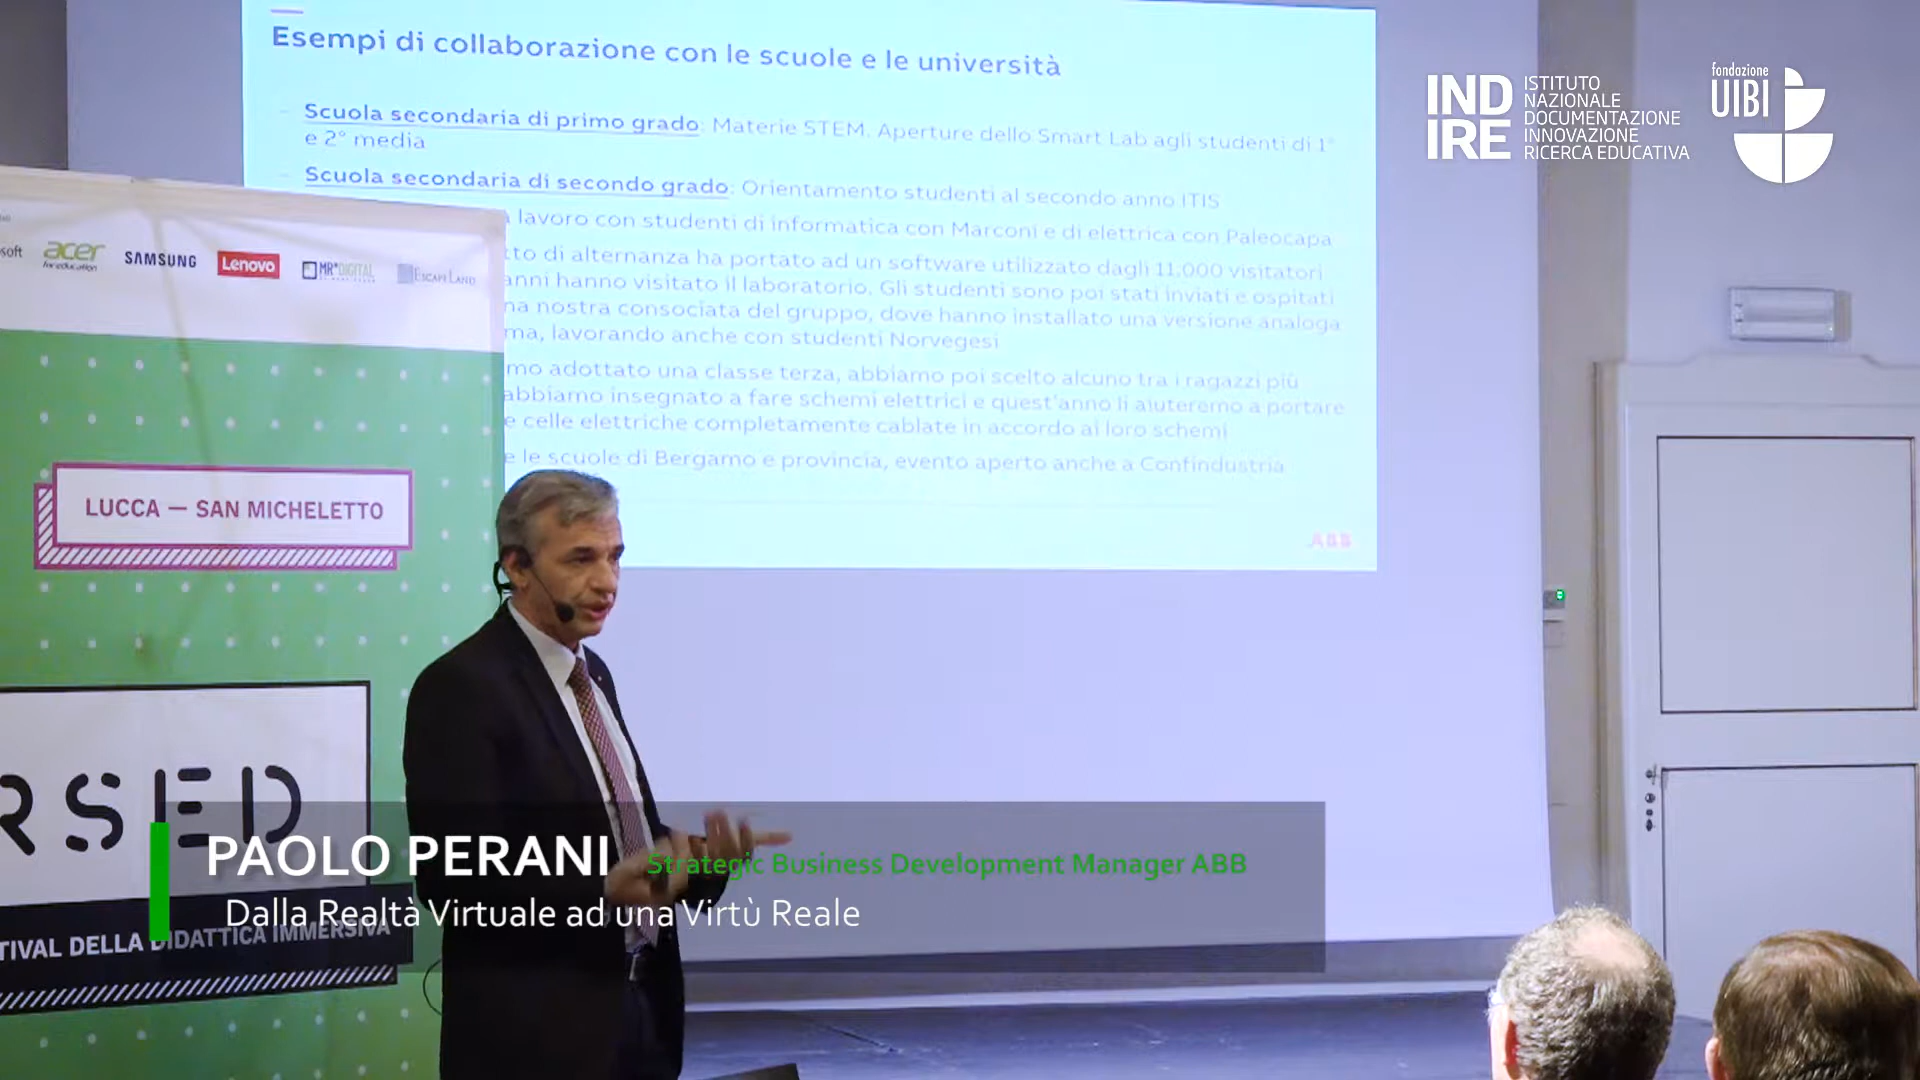 Esempi di collaborazione con le scuole e le università
Scuola secondaria di primo grado: Materie STEM. Aperture dello Smart Lab agli studenti di 1°
e 2° media
Scuola secondaria di secondo grado: Orientamento studenti al secondo anno ITIS
lavoro con studenti di informatica con Marconi e di elettrica con Paleocapa
tto di alternanza ha portato ad un software utilizzato dagli 11.000 visitatori
anni hanno visitato il laboratorio. Gli studenti sono poi stati inviati e ospitati
na nostra consociata del gruppo, dove hanno installato una versione analoga
ma, lavorando anche con studenti Norvegesi
mo adottato una classe terza, abbiamo poi scelto alcuno tra i ragazzi più
abbiamo insegnato a fare schemi elettrici e quest'anno li aiuteremo a portare
e celle elettriche completamente cablate in accordo ai loro schemi
e le scuole di Bergamo e provincia, evento aperto anche a Confindustria
ABB
IND
IRE
ISTITUTO
NAZIONALE
DOCUMENTAZIONE
INNOVAZIONE
RICERCA EDUCATIVA
fondazione
UIBI
soft
acer
for education
SAMSUNG
Lenovo
MR DIGITAL
ESCAPELAND
LUCCA — SAN MICHELETTO
RSED
TIVAL DELLA DIDATTICA IMMERSIVA
PAOLO PERANI
Strategic Business Development Manager ABB
Dalla Realtà Virtuale ad una Virtù Reale